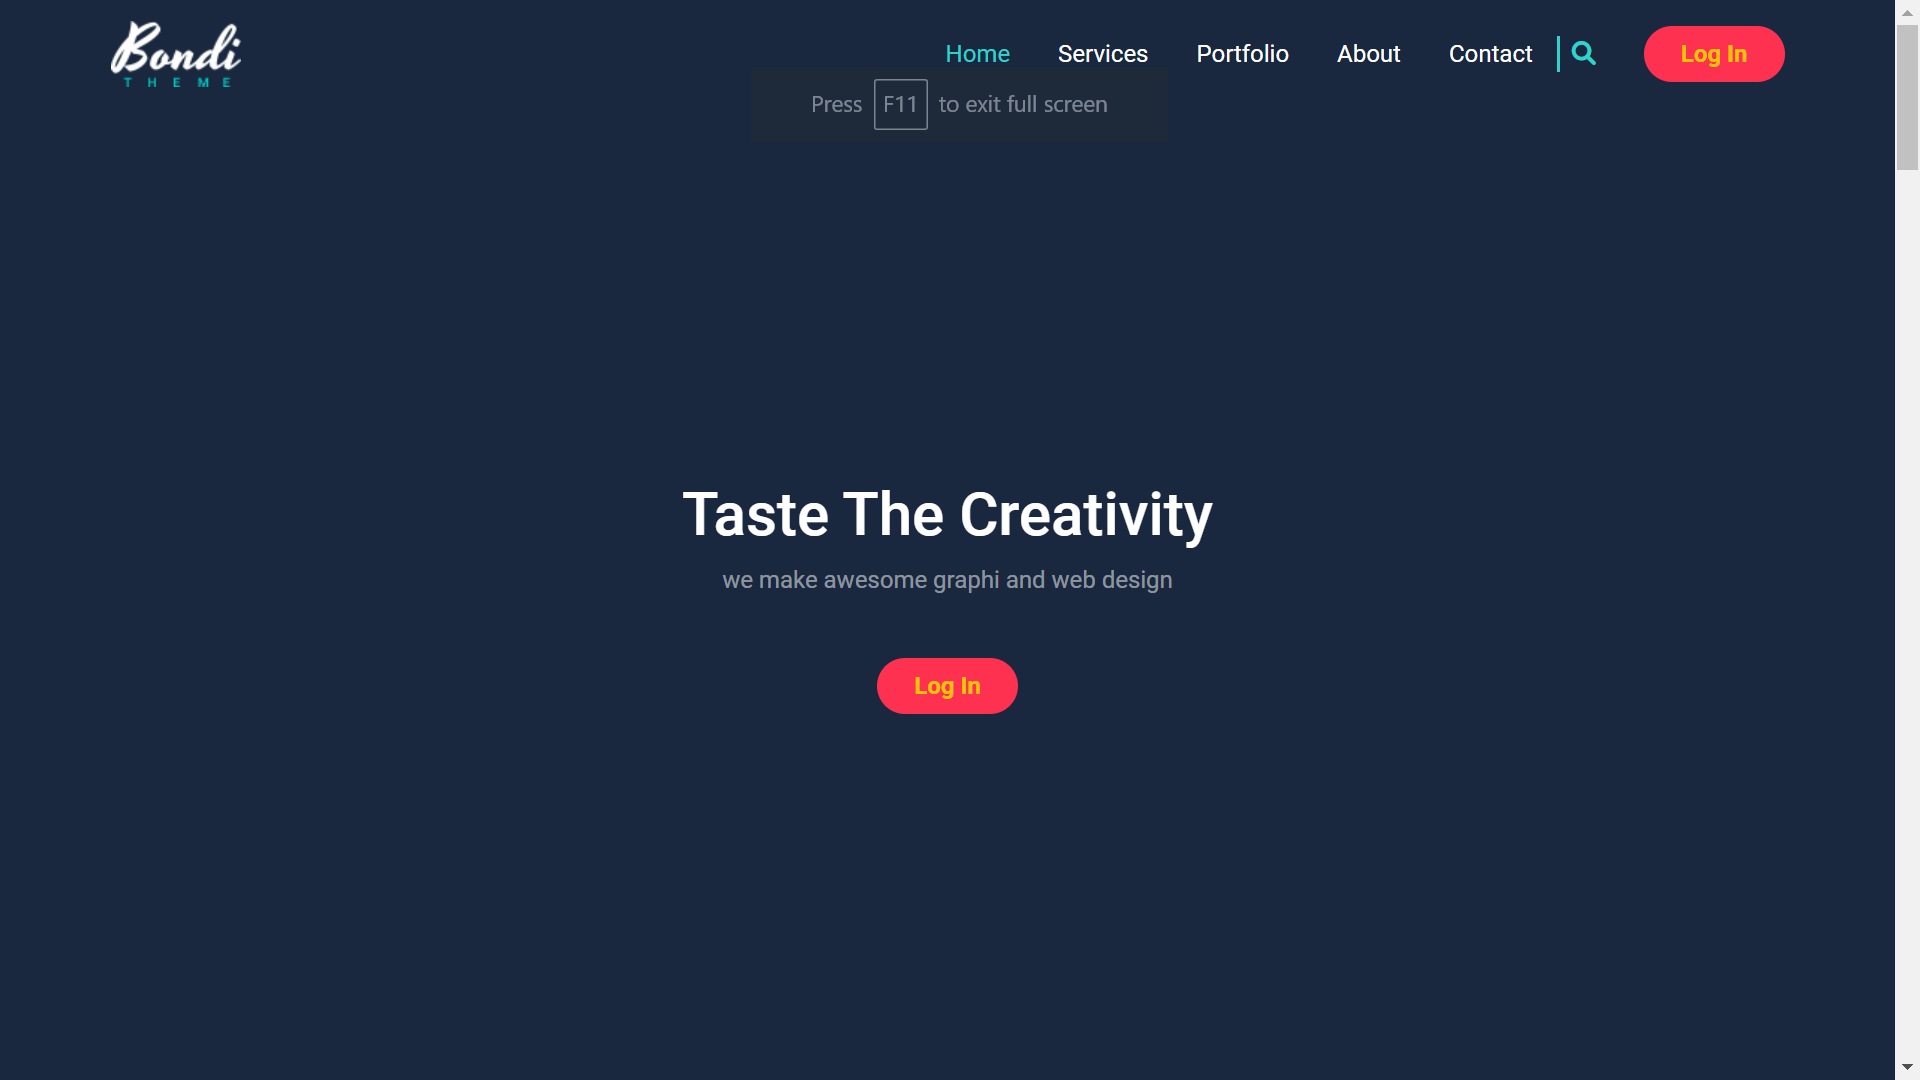 Bondi
THEME
Home Services Portfolio About Contact Log In
Press F11 to exit full screen
Taste The Creativity
we make awesome graphi and web design
Log In